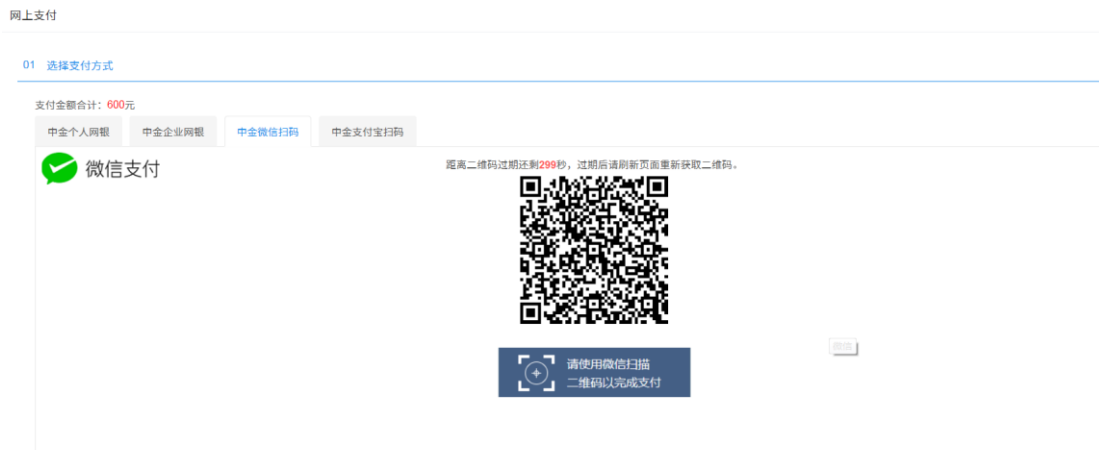 网上支付
01 选择支付方式
支付金额合计：600元
中金个人网银 中金企业网银 中金微信扫码 中金支付宝扫码
微信支付
距离二维码过期还剩299秒，过期后请刷新页面重新获取二维码。
请使用微信扫描
二维码以完成支付
微信